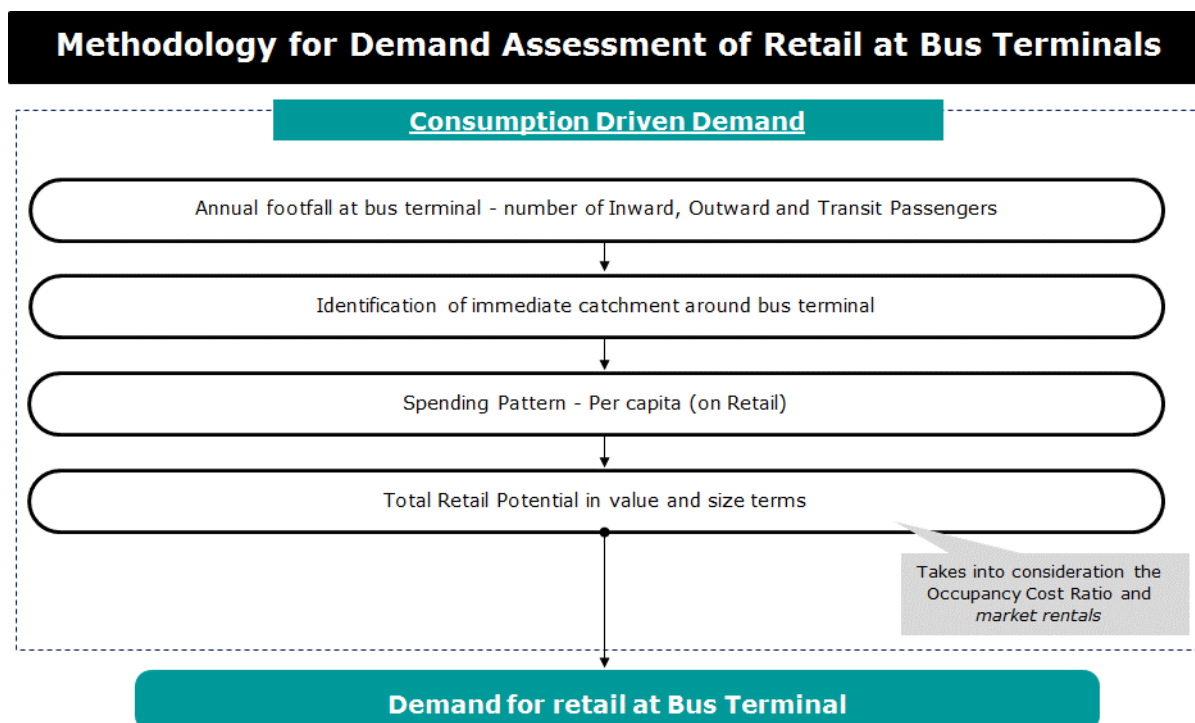 Methodology for Demand Assessment of Retail at Bus Terminals
Consumption Driven Demand
Annual footfall at bus terminal - number of Inward, Outward and Transit Passengers
Identification of immediate catchment around bus terminal
Spending Pattern - Per capita (on Retail)
Total Retail Potential in value and size terms
Takes into consideration the
Occupancy Cost Ratio and
market rentals
Demand for retail at Bus Terminal